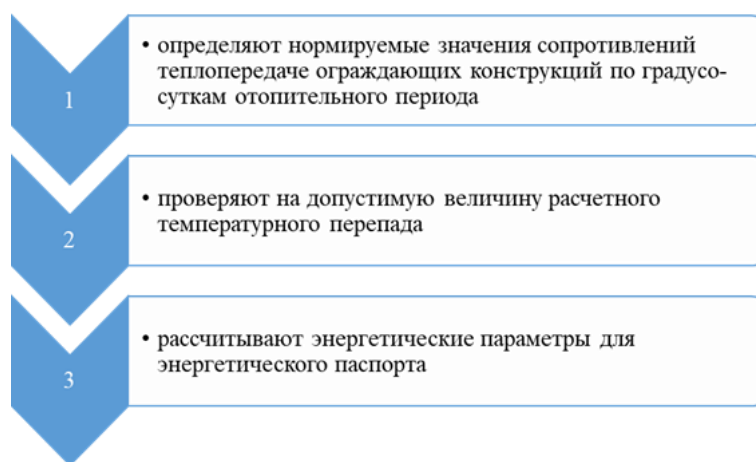 1
• определяют нормируемые значения сопротивлений
теплопередаче ограждающих конструкций по градусо-
суткам отопительного периода
2
• проверяют на допустимую величину расчетного
температурного перепада
3
• рассчитывают энергетические параметры для
энергетического паспорта